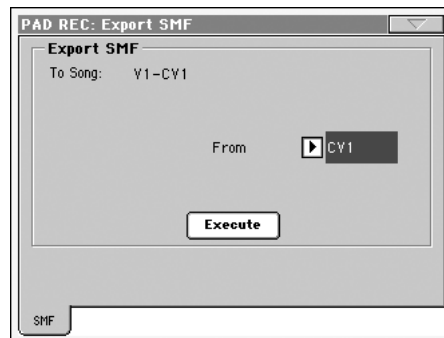 PAD REC: Export SMF
Export SMF
To Song: V1-CV1
From CV1
Execute
SMF